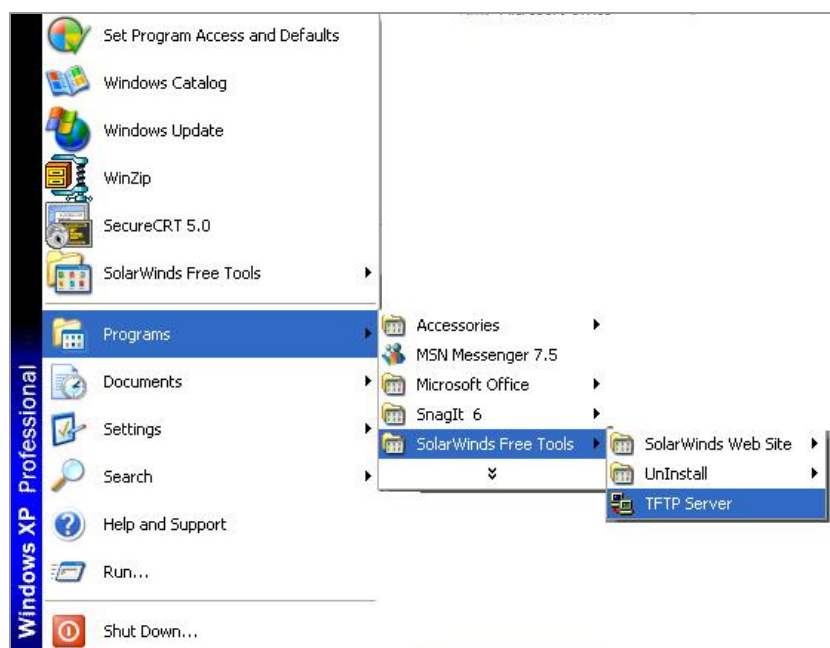 Set Program Access and Defaults
Windows Catalog
Windows Update
WinZip
SecureCRT 5.0
SolarWinds Free Tools
Programs
Documents
Settings
Search
Help and Support
Run...
Shut Down...
Accessories
MSN Messenger 7.5
Microsoft Office
SnagIt 6
SolarWinds Free Tools
SolarWinds Web Site
UnInstall
TFTP Server
Windows XP Professional